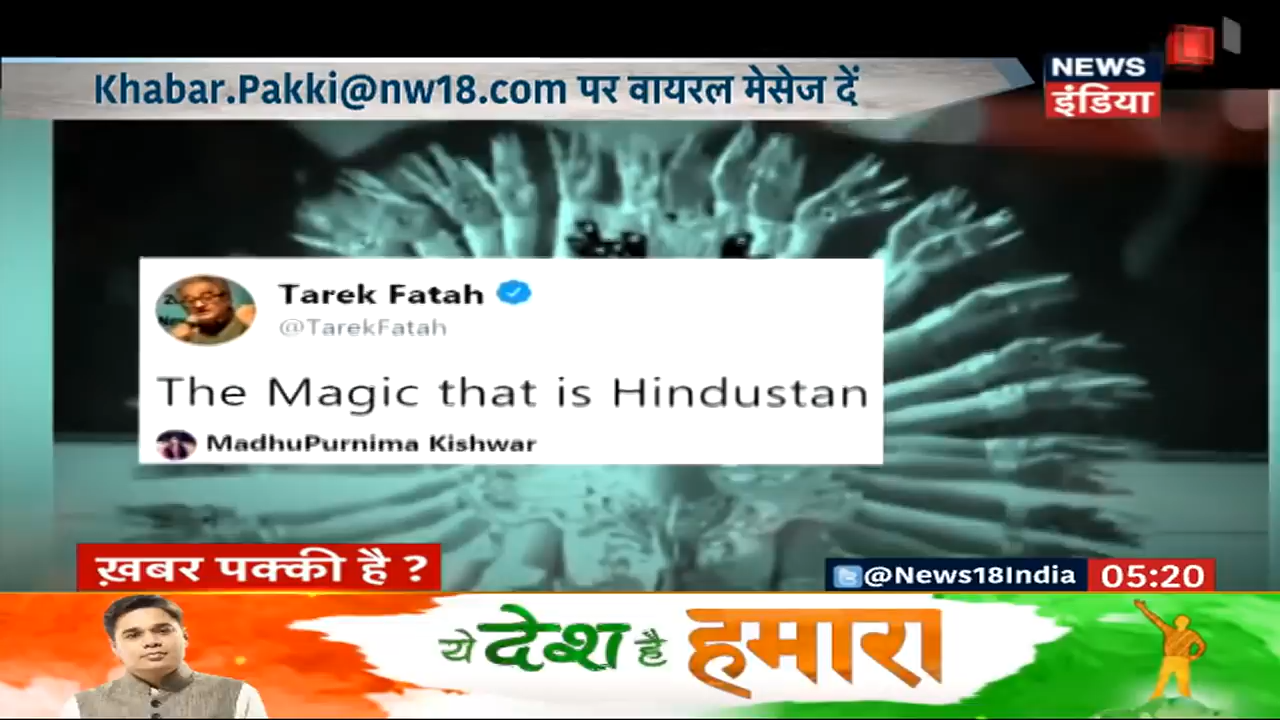 Khabar.Pakki@nw18.com पर वायरल मेसेज दें
NEWS
इंडिया
Tarek Fatah
@TarekFatah
The Magic that is Hindustan
MadhuPurnima Kishwar
ख़बर पक्की है ?
@News18India
05:20
ये देश है हमारा